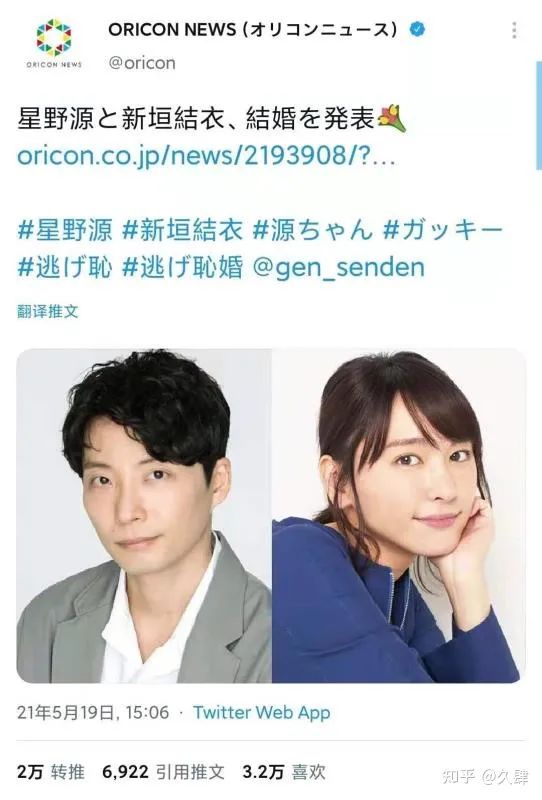 ORICON NEWS（オリコンニュース）
ORICON NEWS
@oricon
星野源と新垣結衣、結婚を発表💐
oricon.co.jp/news/2193908/?…
#星野源 #新垣結衣 #源ちゃん #ガッキー
#逃げ恥 #逃げ恥婚 @gen_senden
翻译推文
21年5月19日, 15:06 · Twitter Web App
2万 转推 6,922 引用推文 3.2万 喜欢
知乎 @久肆